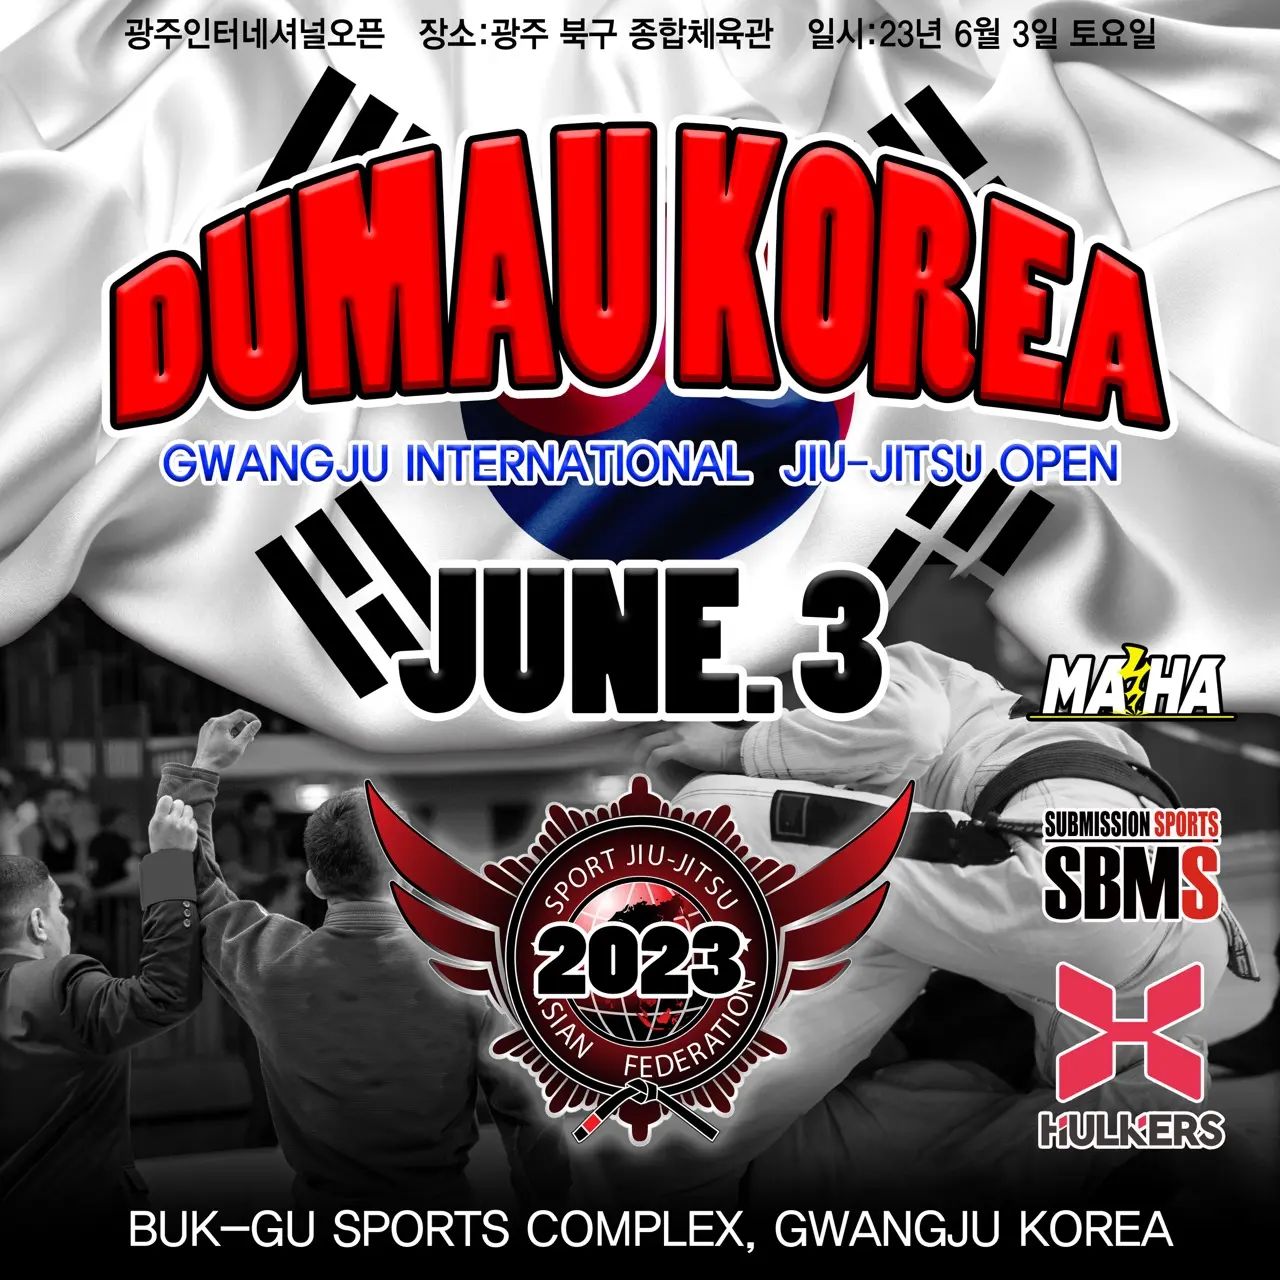 광주인터네셔널오픈 장소:광주 북구 종합체육관 일시:23년 6월 3일 토요일
DUMAU KOREA
GWANGJU INTERNATIONAL JIU-JITSU OPEN
JUNE. 3
MA HA
SUBMISSION SPORTS
SBMS
SPORT JIU-JITSU
2023
ASIAN FEDERATION
HULKERS
BUK-GU SPORTS COMPLEX, GWANGJU KOREA